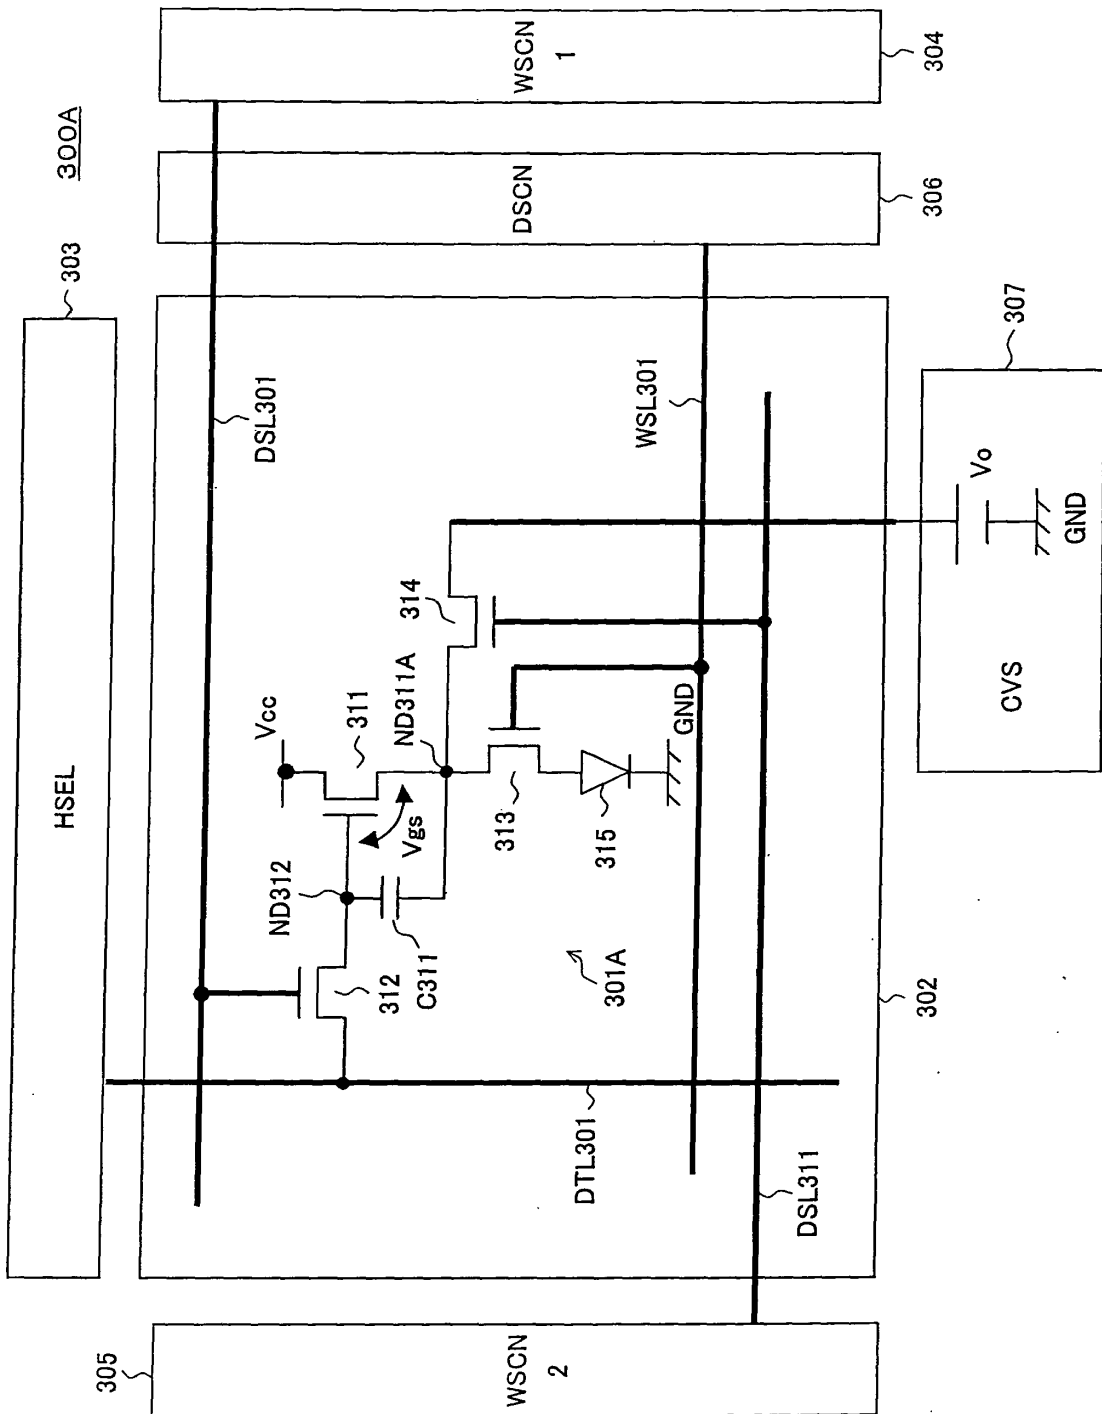 300A
HSEL
303
WSCN
1
304
DSCN
306
DSL301
Vcc
311
ND312
Vgs
ND311A
314
312
C311
313
315
GND
301A
WSL301
DTL301
DSL311
302
305
WSCN
2
307
Vo
GND
CVS